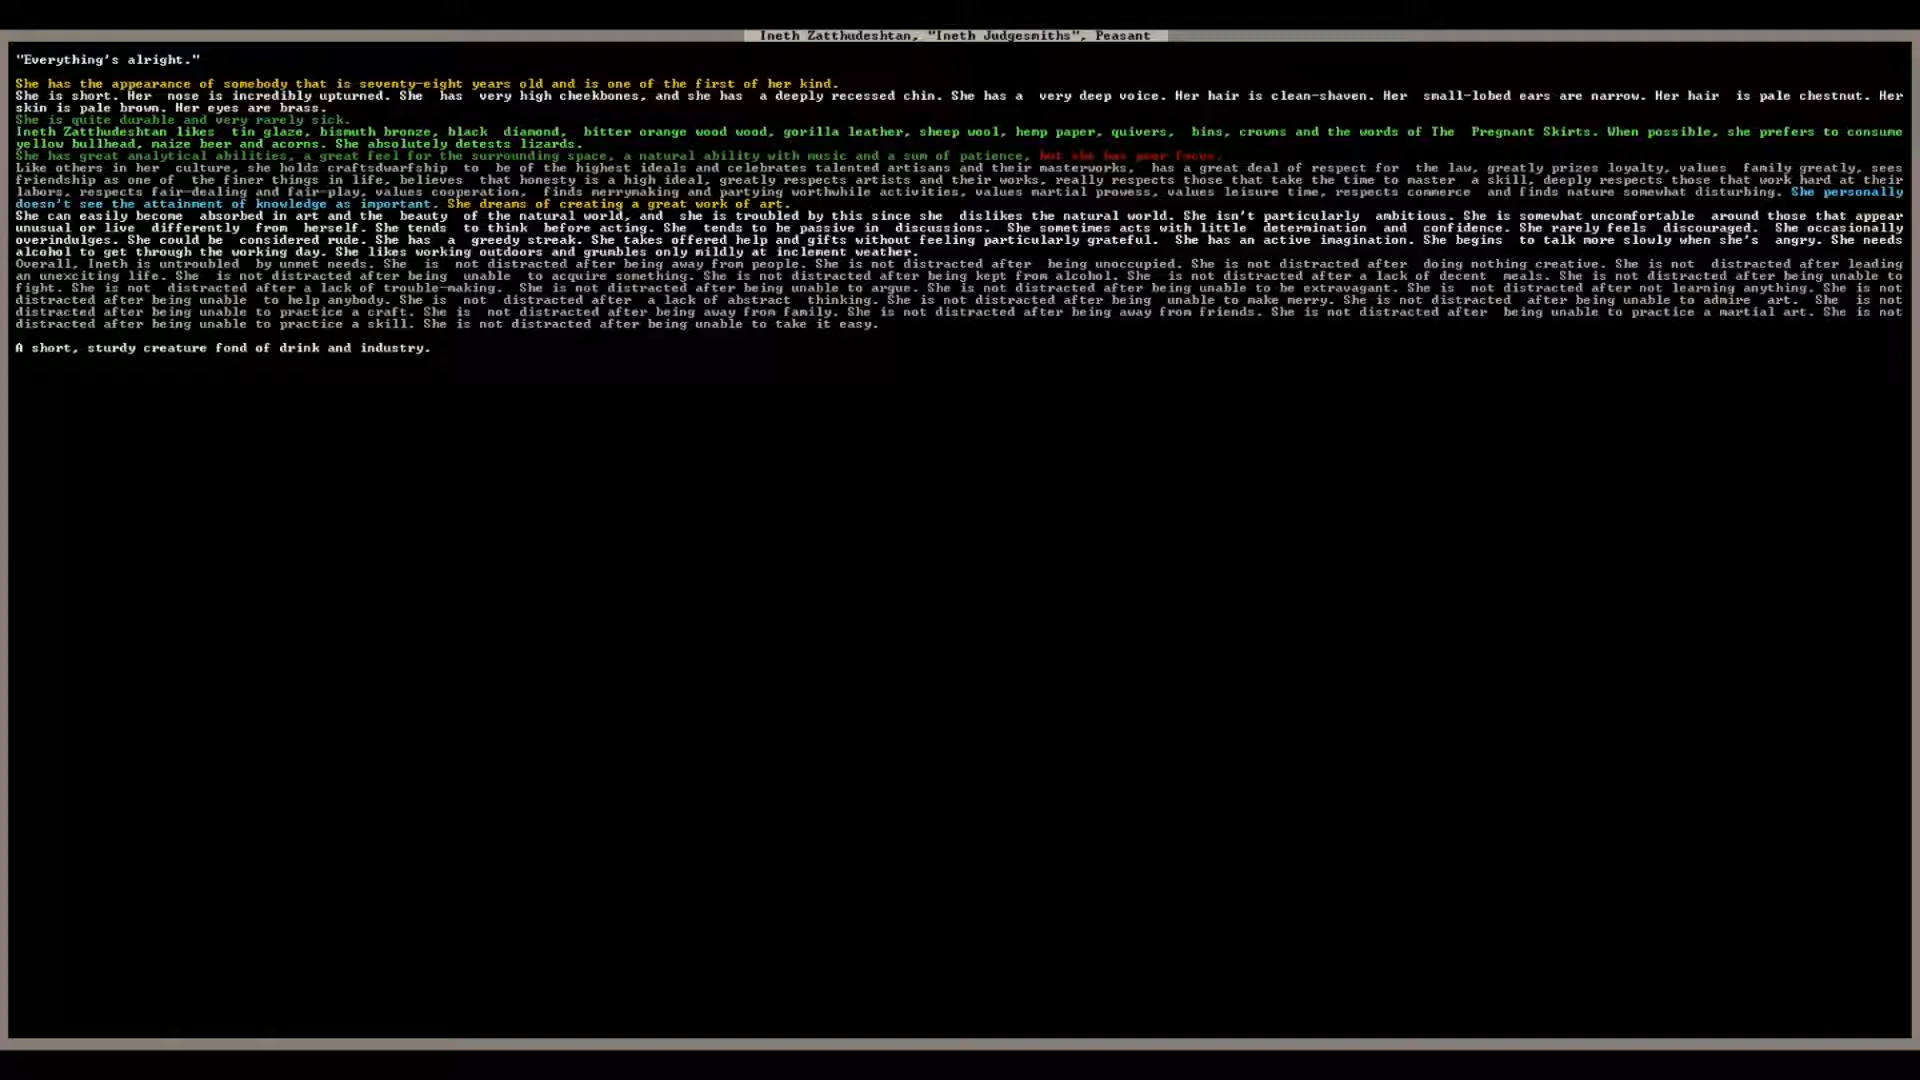 Ineth Zatthudeshtan, "Ineth Judgesmiths", Peasant
"Everything's alright."
She has the appearance of somebody that is seventy-eight years old and is one of the first of her kind.
She is short. Her nose is incredibly upturned. She has very high cheekbones, and she has a deeply recessed chin. She has a very deep voice. Her hair is clean-shaven. Her small-lobed ears are narrow. Her hair is pale chestnut. Her
skin is pale brown. Her eyes are brass.
She is quite durable and very rarely sick.
Ineth Zatthudeshtan likes tin glaze, bismuth bronze, black diamond, bitter orange wood wood, gorilla leather, sheep wool, hemp paper, quivers, bins, crowns and the words of The Pregnant Skirts. When possible, she prefers to consume
yellow bullhead, maize beer and acorns. She absolutely detests lizards.
She has great analytical abilities, a great feel for the surrounding space, a natural ability with music and a sum of patience, but she has poor focus.
Like others in her culture, she holds craftsdwarfship to be of the highest ideals and celebrates talented artisans and their masterworks, has a great deal of respect for the law, greatly prizes loyalty, values family greatly, sees
friendship as one of the finer things in life, believes that honesty is a high ideal, greatly respects artists and their works, really respects those that take the time to master a skill, deeply respects those that work hard at their
labors, respects fair-dealing and fair-play, values cooperation, finds merrymaking and partying worthwhile activities, values martial prowess, values leisure time, respects commerce and finds nature somewhat disturbing. She personally
doesn't see the attainment of knowledge as important. She dreams of creating a great work of art.
She can easily become absorbed in art and the beauty of the natural world, and she is troubled by this since she dislikes the natural world. She isn't particularly ambitious. She is somewhat uncomfortable around those that appear
unusual or live differently from herself. She tends to think before acting. She tends to be passive in discussions. She sometimes acts with little determination and confidence. She rarely feels discouraged. She occasionally
overindulges. She could be considered rude. She has a greedy streak. She takes offered help and gifts without feeling particularly grateful. She has an active imagination. She begins to talk more slowly when she's angry. She needs
alcohol to get through the working day. She likes working outdoors and grumbles only mildly at inclement weather.
Overall, Ineth is untroubled by unmet needs. She is not distracted after being away from people. She is not distracted after being unoccupied. She is not distracted after doing nothing creative. She is not distracted after leading
an unexciting life. She is not distracted after being unable to acquire something. She is not distracted after being kept from alcohol. She is not distracted after a lack of decent meals. She is not distracted after being unable to
fight. She is not distracted after a lack of trouble-making. She is not distracted after being unable to argue. She is not distracted after being unable to be extravagant. She is not distracted after not learning anything. She is not
distracted after being unable to help anybody. She is not distracted after a lack of abstract thinking. She is not distracted after being unable to make merry. She is not distracted after being unable to admire art. She is not
distracted after being unable to practice a craft. She is not distracted after being away from family. She is not distracted after being away from friends. She is not distracted after being unable to practice a martial art. She is not
distracted after being unable to practice a skill. She is not distracted after being unable to take it easy.
A short, sturdy creature fond of drink and industry.